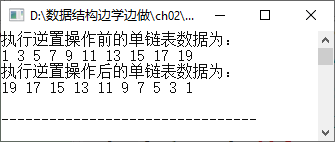 D:\数据结构边学边做\ch02\...
执行逆置操作前的单链表数据为：
1 3 5 7 9 11 13 15 17 19
执行逆置操作后的单链表数据为：
19 17 15 13 11 9 7 5 3 1
--------------------------------